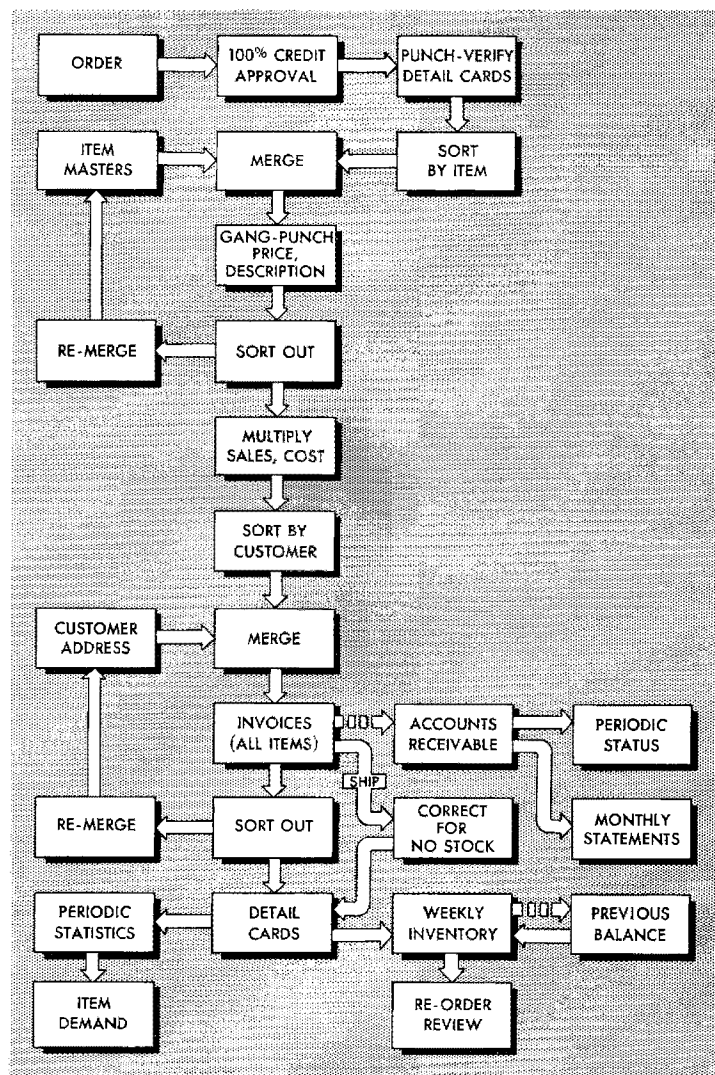 ORDER
100% CREDIT
APPROVAL
PUNCH-VERIFY
DETAIL CARDS
ITEM
MASTERS
MERGE
SORT
BY ITEM
GANG-PUNCH
PRICE,
DESCRIPTION
RE-MERGE
SORT OUT
MULTIPLY
SALES, COST
SORT BY
CUSTOMER
CUSTOMER
ADDRESS
MERGE
INVOICES
(ALL ITEMS)
ACCOUNTS
RECEIVABLE
PERIODIC
STATUS
SHIP
RE-MERGE
SORT OUT
CORRECT
FOR
NO STOCK
MONTHLY
STATEMENTS
PERIODIC
STATISTICS
DETAIL
CARDS
WEEKLY
INVENTORY
PREVIOUS
BALANCE
ITEM
DEMAND
RE-ORDER
REVIEW